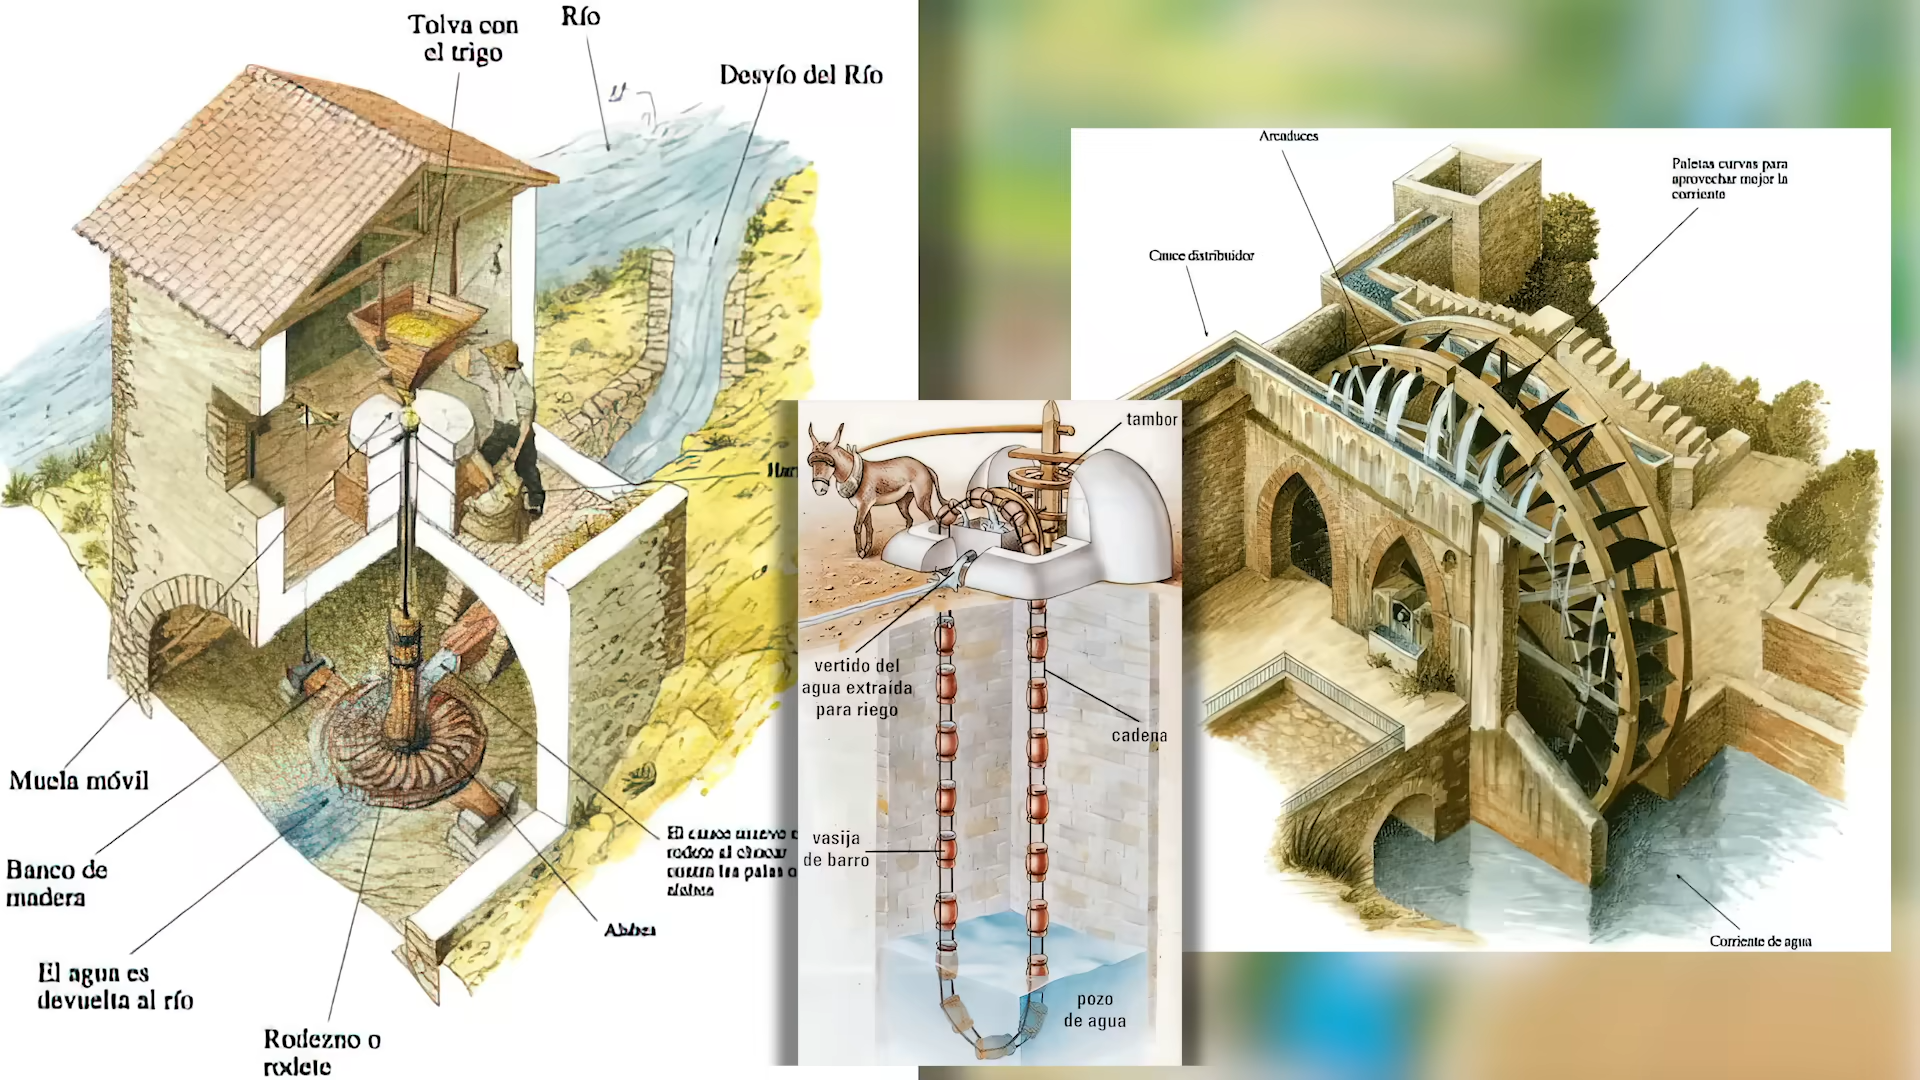 Tolva con
el trigo
Río
Desvío del Río
Muela móvil
Banco de
madera
El agua es
devuelta al río
Rodezno o
rodete
tambor
vertido del
agua extraída
para riego
cadena
vasija
de barro
pozo
de agua
Arcaduces
Paletas curvas para
aprovechar mejor la
corriente
Cauce distribuidor
Corriente de agua